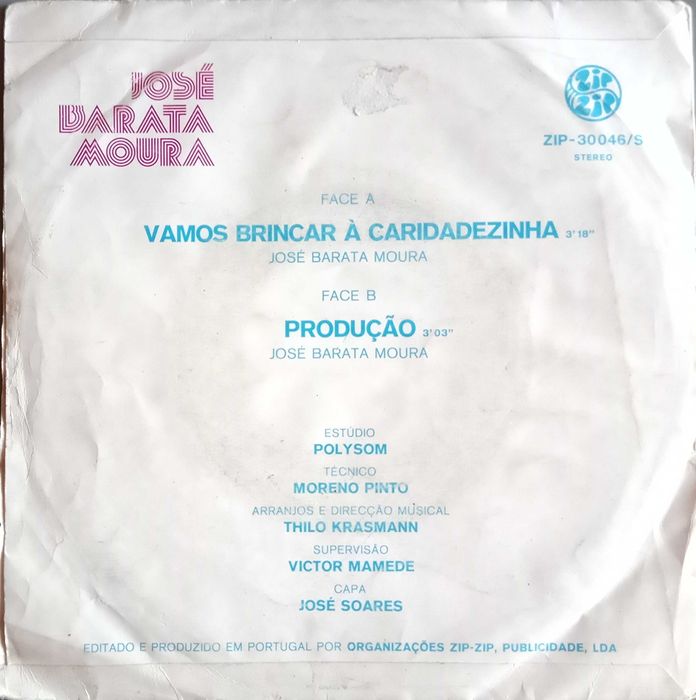 JOSÉ
BARATA
MOURA
ZIP
ZIP
ZIP-30046/S
STEREO
FACE A
VAMOS BRINCAR À CARIDADEZINHA 3'18"
JOSÉ BARATA MOURA
FACE B
PRODUÇÃO 3'03"
JOSÉ BARATA MOURA
ESTÚDIO
POLYSOM
TÉCNICO
MORENO PINTO
ARRANJOS E DIRECÇÃO MUSICAL
THILO KRASMANN
SUPERVISÃO
VICTOR MAMEDE
CAPA
JOSÉ SOARES
EDITADO E PRODUZIDO EM PORTUGAL POR ORGANIZAÇÕES ZIP-ZIP, PUBLICIDADE, LDA